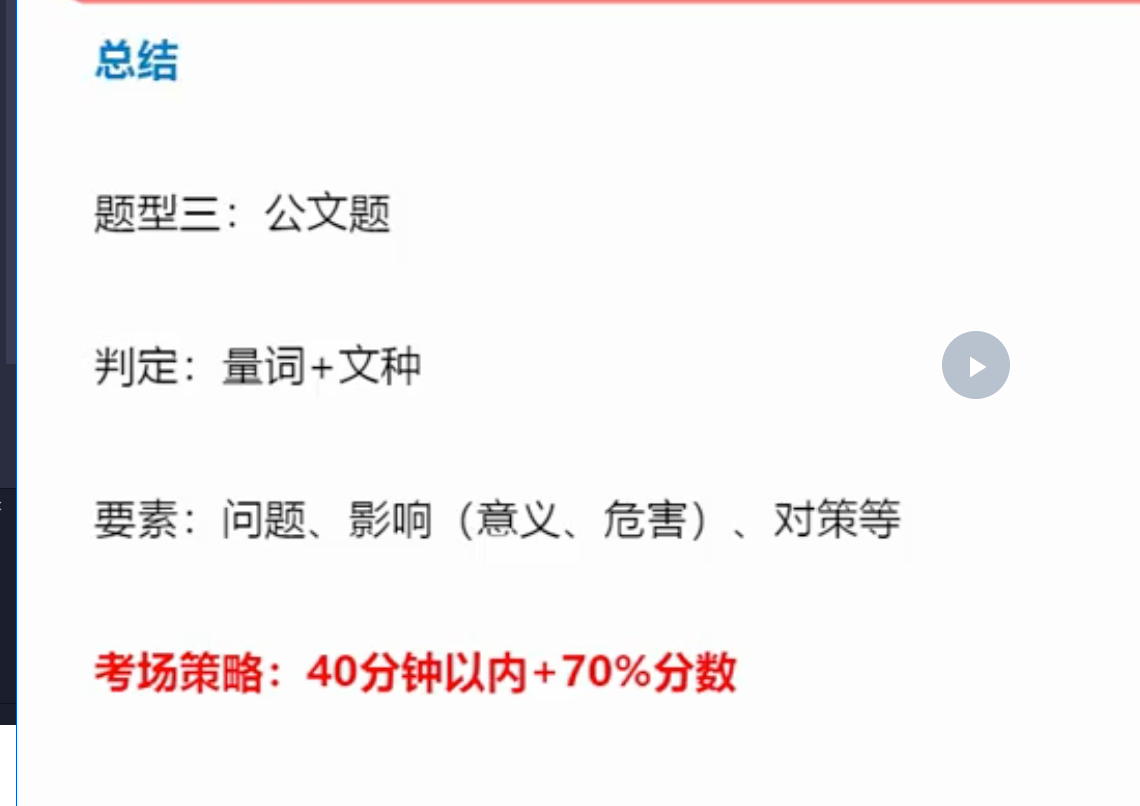 总结
题型三：公文题
判定：量词+文种
要素：问题、影响（意义、危害）、对策等
考场策略：40分钟以内+70%分数